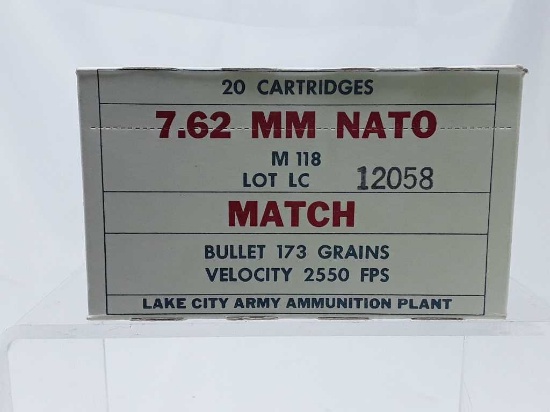 20 CARTRIDGES
7.62 MM NATO
M 118
LOT LC 12058
MATCH
BULLET 173 GRAINS
VELOCITY 2550 FPS
LAKE CITY ARMY AMMUNITION PLANT